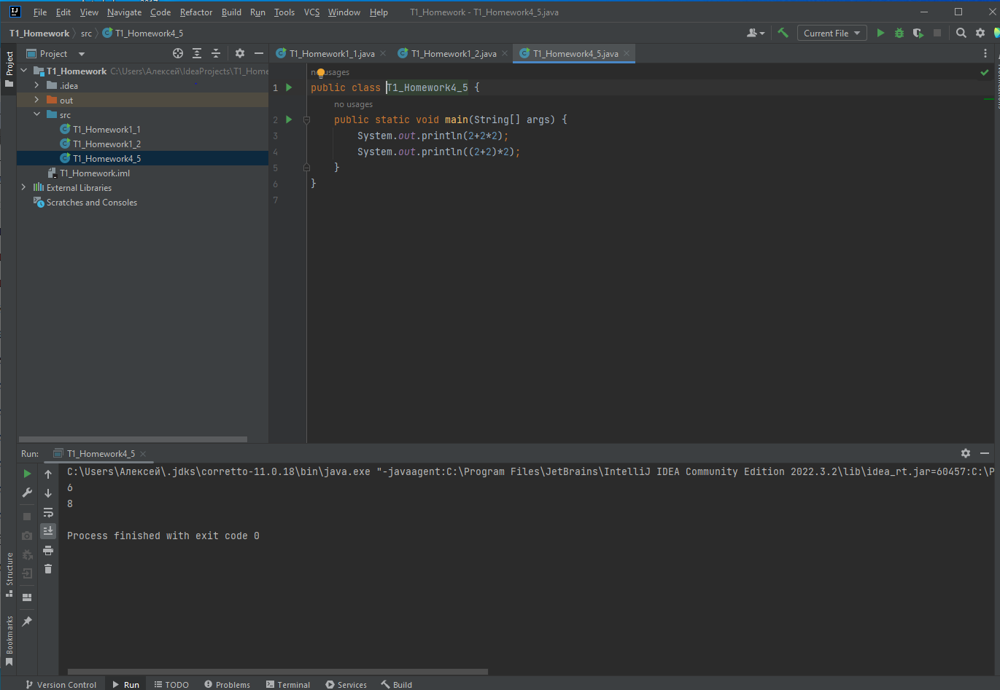 File Edit View Navigate Code Refactor Build Run Tools VCS Window Help T1_Homework - T1_Homework4_5.java
T1_Homework src T1_Homework4_5 Current File
Project T1_Homework1_1.java T1_Homework1_2.java T1_Homework4_5.java
Project
T1_Homework C:\Users\Алексей\IdeaProjects\T1_Home
.idea
out
src
T1_Homework1_1
T1_Homework1_2
T1_Homework4_5
T1_Homework.iml
External Libraries
Scratches and Consoles
usages
1 public class T1_Homework4_5 {
no usages
2 public static void main(String[] args) {
3 System.out.println(2+2*2);
4 System.out.println((2+2)*2);
5 }
6 }
7
Run: T1_Homework4_5
C:\Users\Алексей\.jdks\corretto-11.0.18\bin\java.exe "-javaagent:C:\Program Files\JetBrains\IntelliJ IDEA Community Edition 2022.3.2\lib\idea_rt.jar=60457:C:\P
6
8
Process finished with exit code 0
Structure
Bookmarks
Version Control Run TODO Problems Terminal Services Build